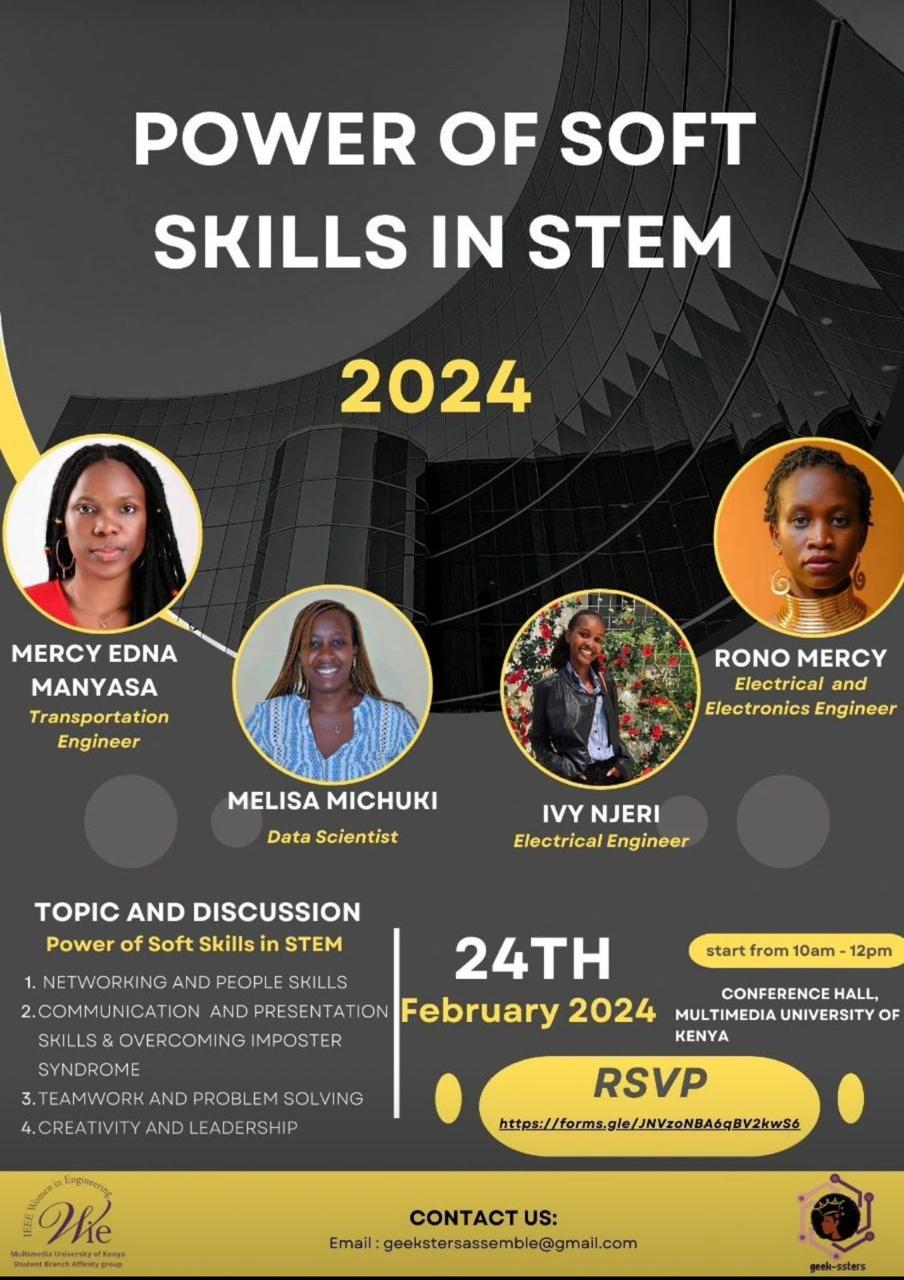 POWER OF SOFT
SKILLS IN STEM
2024
MERCY EDNA
MANYASA
Transportation
Engineer
MELISA MICHUKI
Data Scientist
IVY NJERI
Electrical Engineer
RONO MERCY
Electrical and
Electronics Engineer
TOPIC AND DISCUSSION
Power of Soft Skills in STEM
1. NETWORKING AND PEOPLE SKILLS
2. COMMUNICATION AND PRESENTATION
SKILLS & OVERCOMING IMPOSTER
SYNDROME
3. TEAMWORK AND PROBLEM SOLVING
4. CREATIVITY AND LEADERSHIP
24TH
February 2024
start from 10am - 12pm
CONFERENCE HALL,
MULTIMEDIA UNIVERSITY OF
KENYA
RSVP
https://forms.gle/JNVzoNBA6qBV2kwS6
IEEE Women in Engineering
Wie
Multimedia University of Kenya
Student Branch Affinity group
CONTACT US:
Email : geekstersassemble@gmail.com
geek-ssters